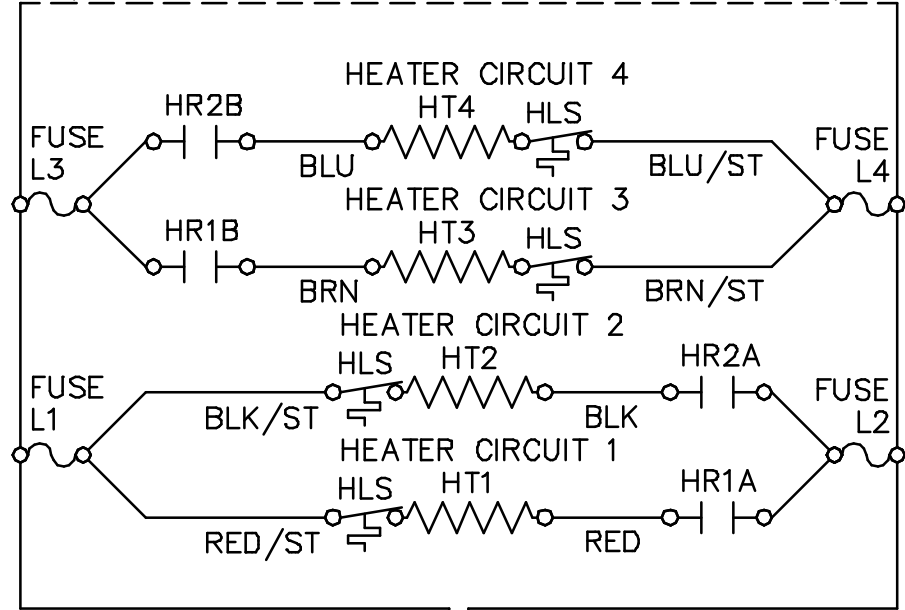 HEATER CIRCUIT 4
HR2B
HT4
HLS
FUSE
L3
BLU
BLU/ST
FUSE
L4
HEATER CIRCUIT 3
HR1B
HT3
HLS
BRN
BRN/ST
HEATER CIRCUIT 2
FUSE
L1
HLS
HT2
HR2A
BLK/ST
BLK
FUSE
L2
HEATER CIRCUIT 1
HLS
HT1
HR1A
RED/ST
RED